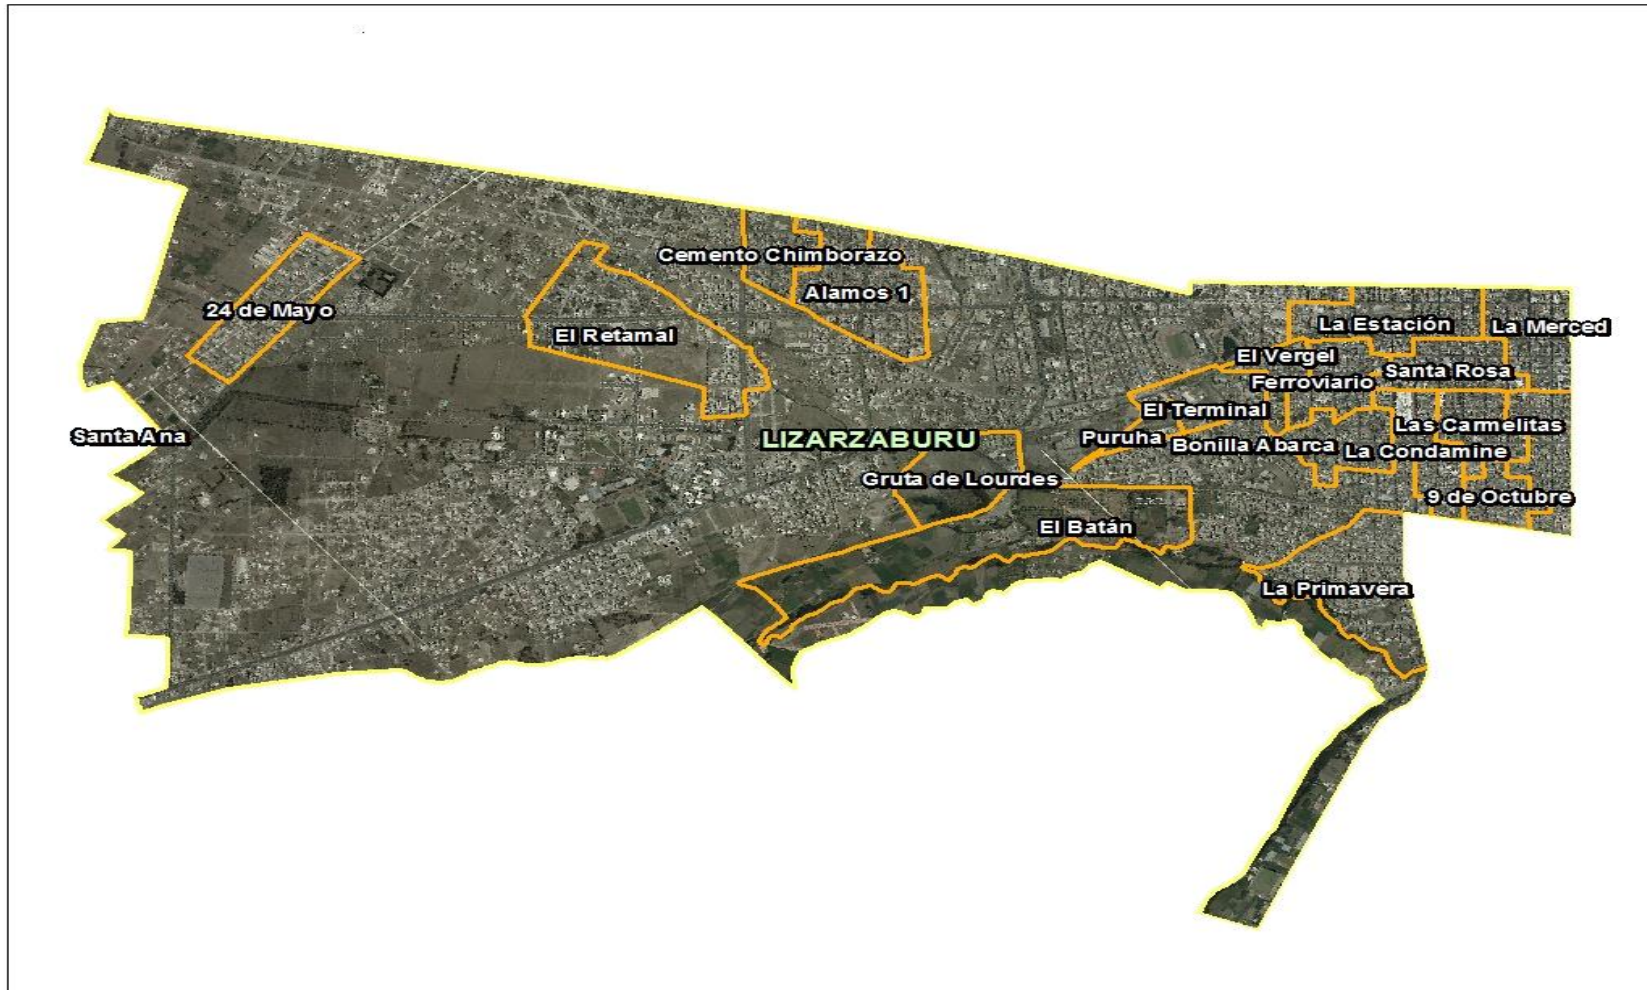 Cemento Chimborazo
Alamos 1
24 de Mayo
El Retamal
La Estación
La Merced
El Vergel
Santa Rosa
Ferroviario
El Terminal
Las Carmelitas
Santa Ana
LIZARZABURU
Puruha
Bonilla Abarca
La Condamine
Gruta de Lourdes
9 de Octubre
El Batán
La Primavera